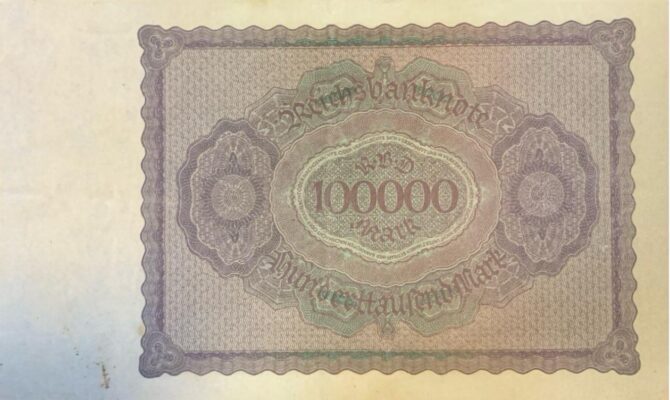 Reichsbanknote
R·B·D
100000
Mark
Hunderttausend Mark